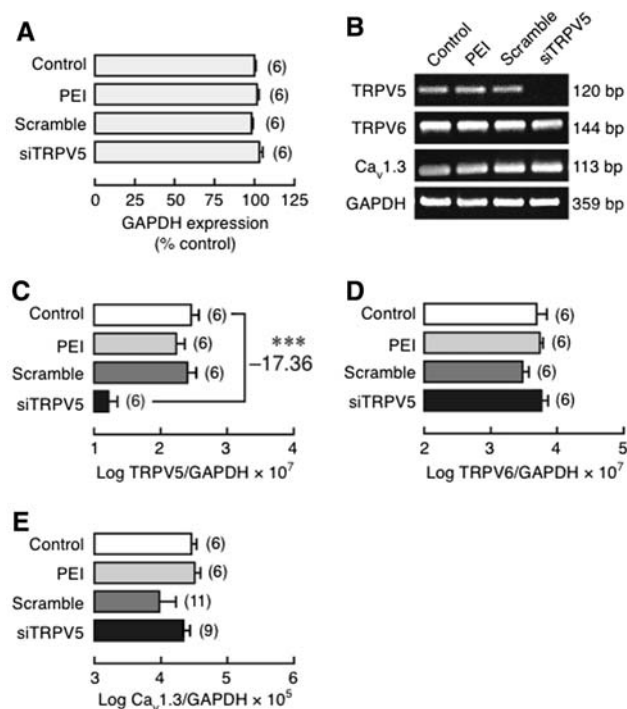 A
Control
(6)
PEI
(6)
Scramble
(6)
siTRPV5
(6)
0 25 50 75 100 125
GAPDH expression
(% control)
B
Control
PEI
Scramble
siTRPV5
TRPV5
120 bp
TRPV6
144 bp
Caᵥ1.3
113 bp
GAPDH
359 bp
C
Control
(6)
PEI
(6)
Scramble
(6)
siTRPV5
(6)
***
–17.36
1 2 3 4
Log TRPV5/GAPDH × 10⁷
D
Control
(6)
PEI
(6)
Scramble
(6)
siTRPV5
(6)
2 3 4 5
Log TRPV6/GAPDH × 10⁷
E
Control
(6)
PEI
(6)
Scramble
(11)
siTRPV5
(9)
3 4 5 6
Log Caᵥ1.3/GAPDH × 10⁵